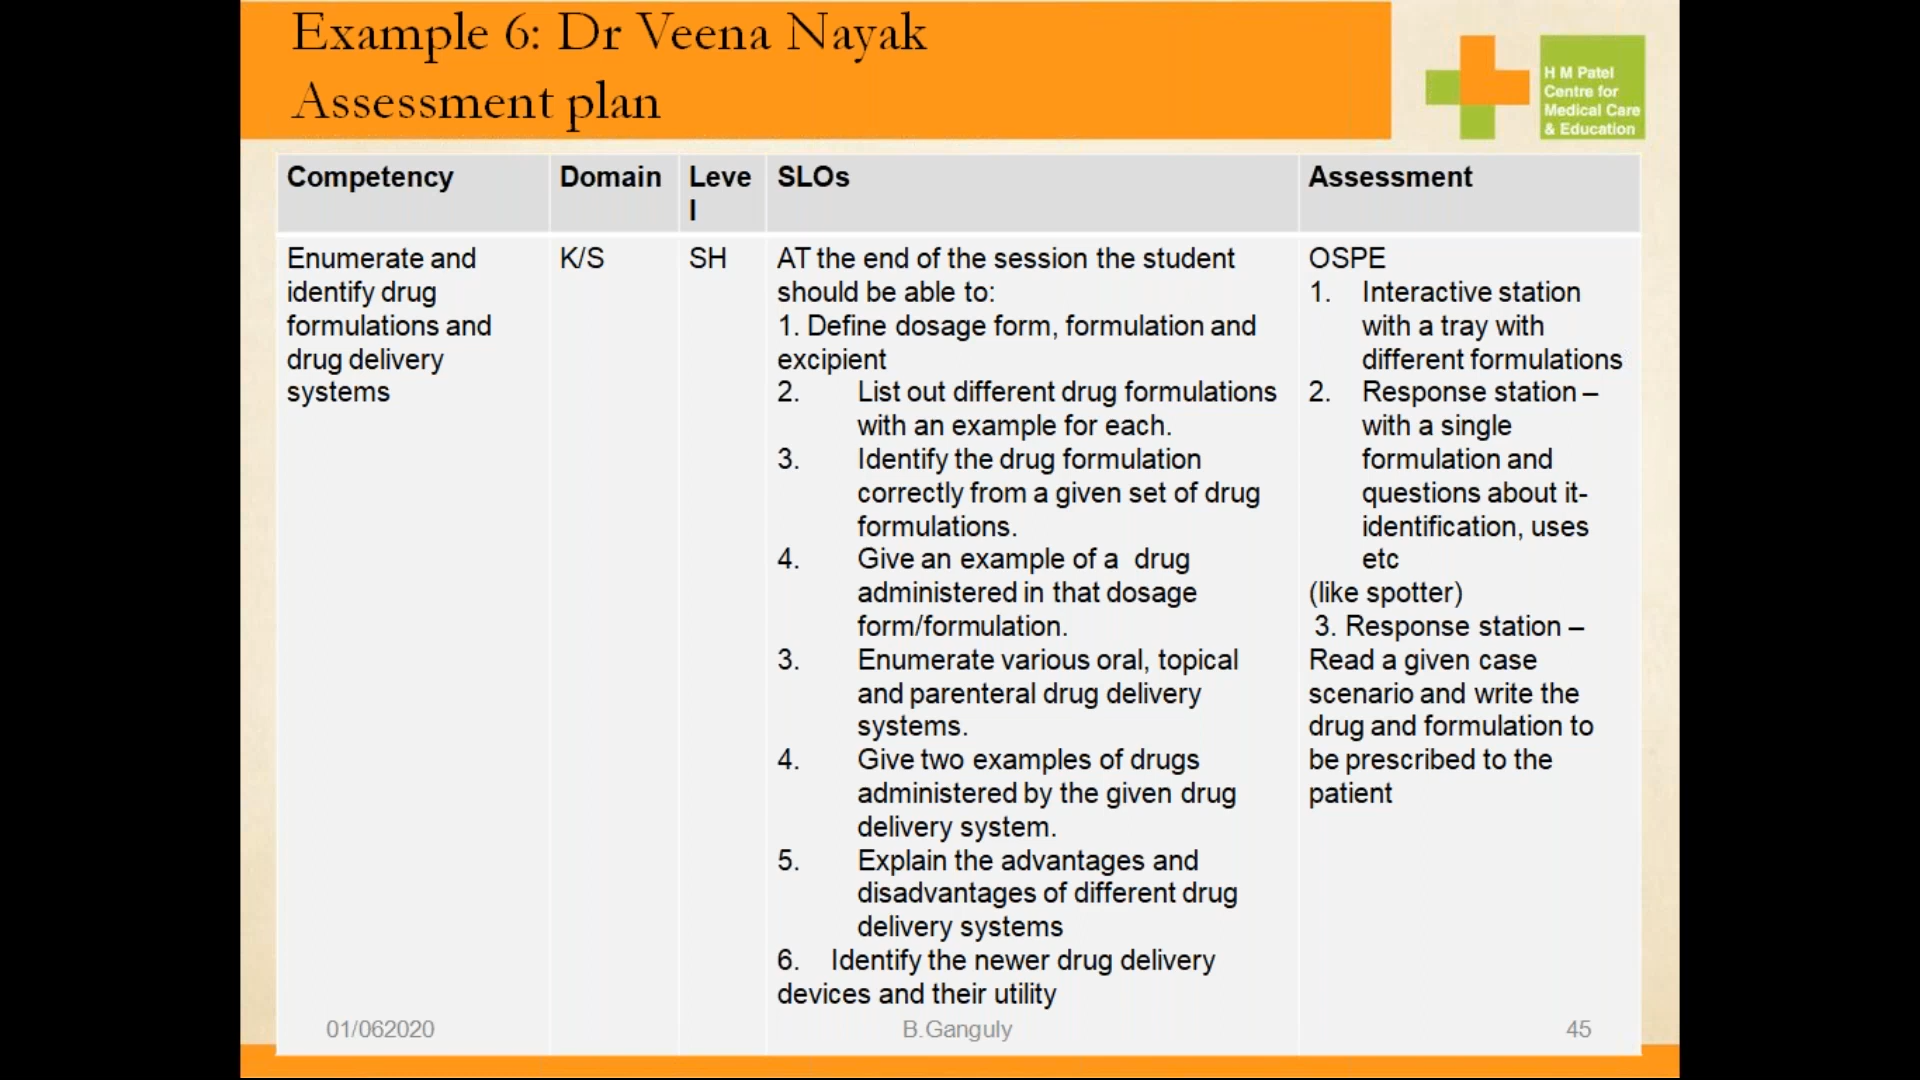 Example 6: Dr Veena Nayak
Assessment plan
H M Patel
Centre for
Medical Care
& Education
Competency
Domain
Leve
l
SLOs
Assessment
Enumerate and
identify drug
formulations and
drug delivery
systems
K/S
SH
AT the end of the session the student
should be able to:
1. Define dosage form, formulation and
excipient
2. List out different drug formulations
with an example for each.
3. Identify the drug formulation
correctly from a given set of drug
formulations.
4. Give an example of a drug
administered in that dosage
form/formulation.
3. Enumerate various oral, topical
and parenteral drug delivery
systems.
4. Give two examples of drugs
administered by the given drug
delivery system.
5. Explain the advantages and
disadvantages of different drug
delivery systems
6. Identify the newer drug delivery
devices and their utility
OSPE
1. Interactive station
with a tray with
different formulations
2. Response station –
with a single
formulation and
questions about it-
identification, uses
etc
(like spotter)
3. Response station –
Read a given case
scenario and write the
drug and formulation to
be prescribed to the
patient
01/062020
B.Ganguly
45